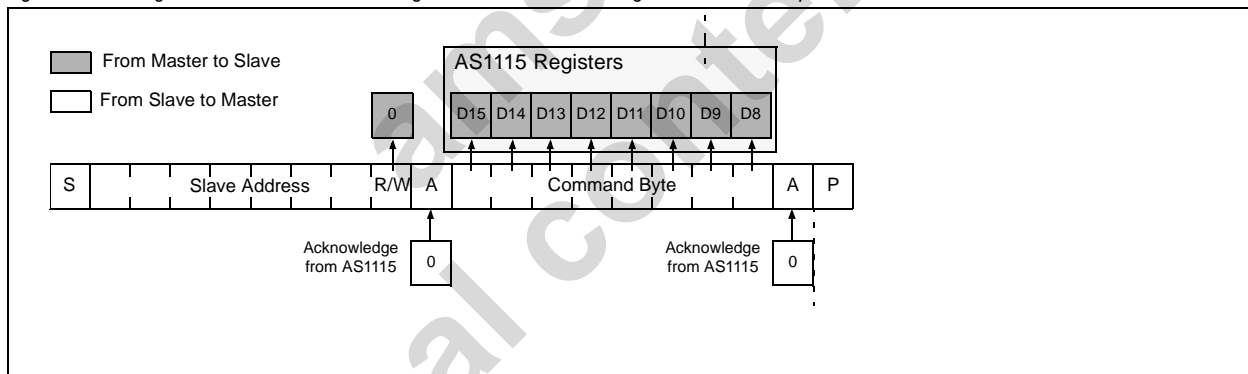 From Master to Slave
From Slave to Master
AS1115 Registers
0 D15 D14 D13 D12 D11 D10 D9 D8
S Slave Address R/W A Command Byte A P
Acknowledge
from AS1115
0
Acknowledge
from AS1115
0